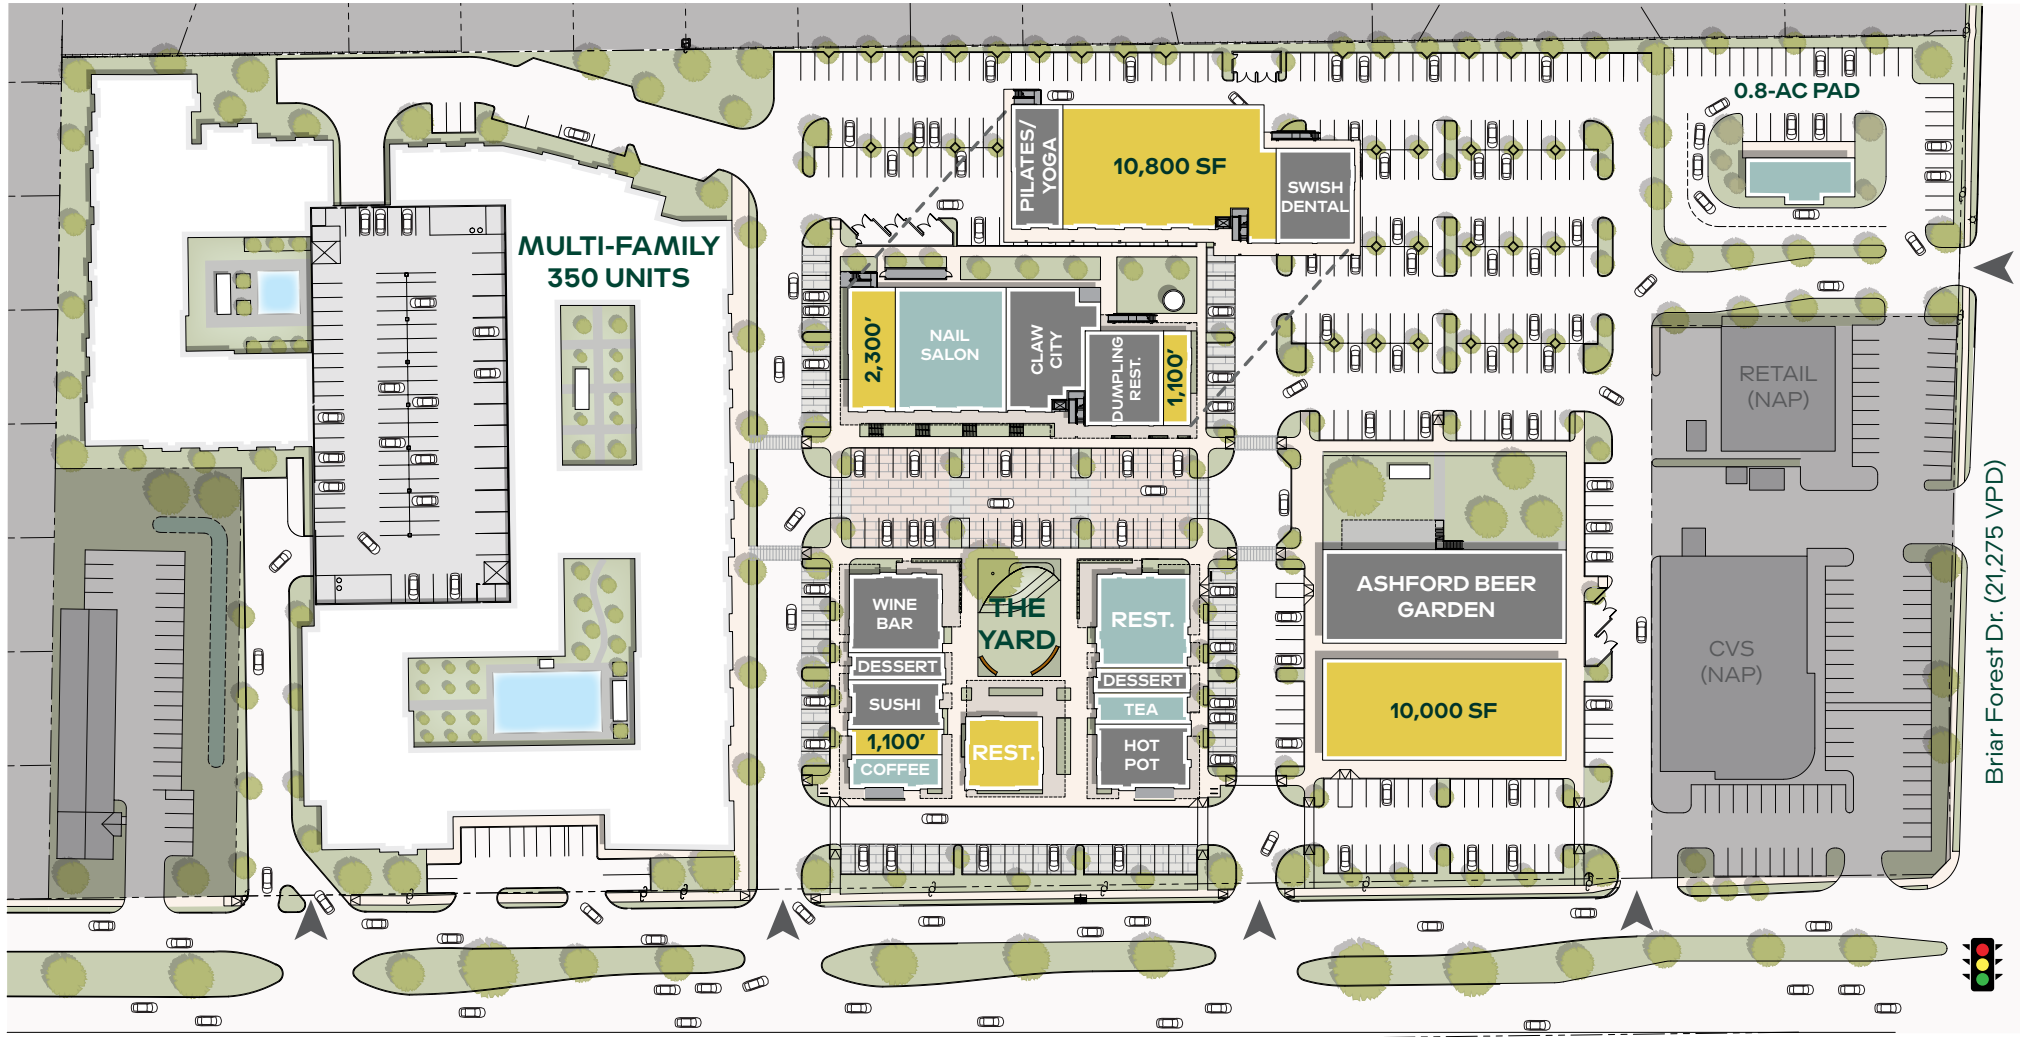 0.8-AC PAD
PILATES/
YOGA
10,800 SF
SWISH
DENTAL
MULTI-FAMILY
350 UNITS
2,300'
NAIL
SALON
CLAW
CITY
DUMPLING
REST.
1,100'
RETAIL
(NAP)
WINE
BAR
THE
YARD
REST.
ASHFORD BEER
GARDEN
DESSERT
DESSERT
SUSHI
TEA
CVS
(NAP)
10,000 SF
1,100'
REST.
HOT
POT
COFFEE
Briar Forest Dr. (21,275 VPD)